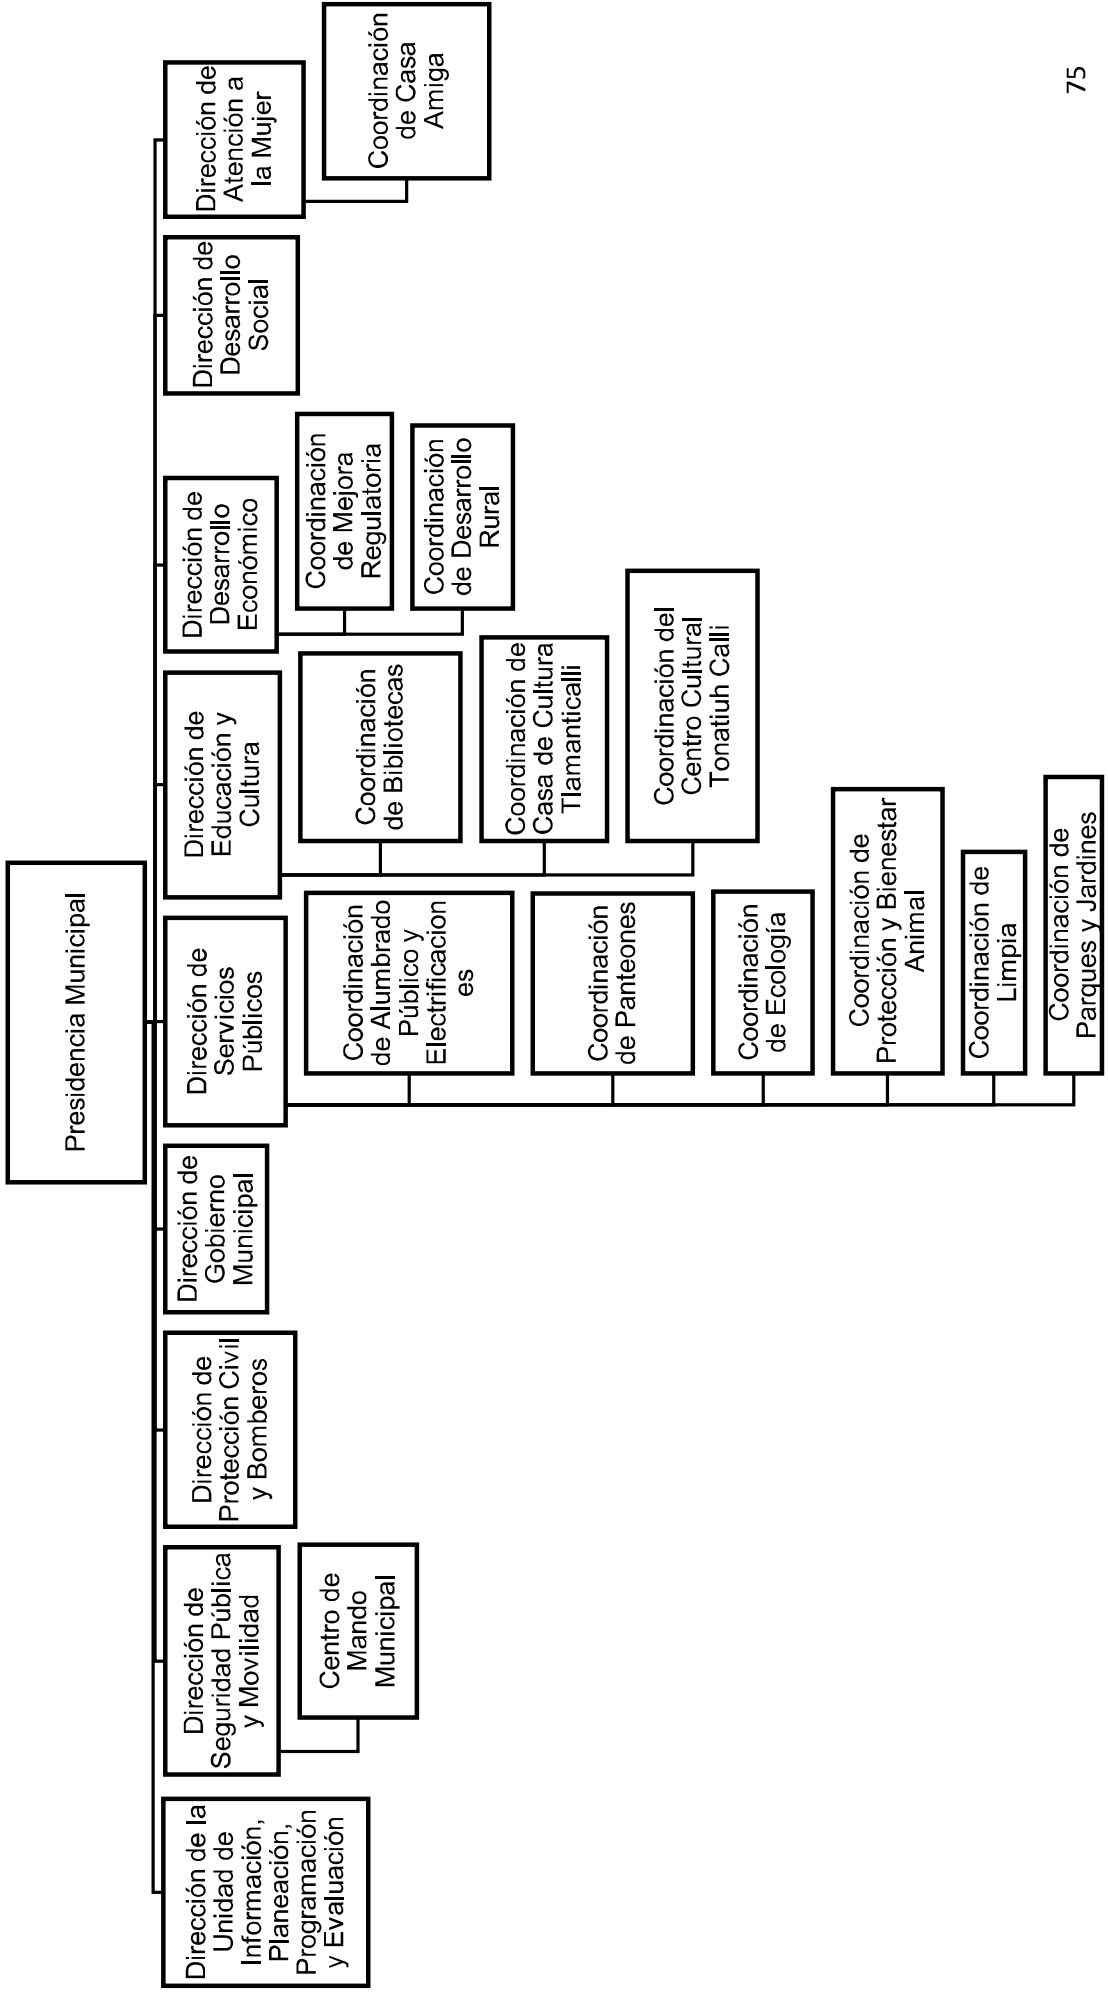 Presidencia Municipal
Dirección de la
Unidad de
Información,
Planeación,
Programación
y Evaluación
Dirección de
Seguridad Pública
y Movilidad
Centro de
Mando
Municipal
Dirección de
Protección Civil
y Bomberos
Dirección de
Gobierno
Municipal
Dirección de
Servicios
Públicos
Coordinación
de Alumbrado
Público y
Electrificacion
es
Coordinación
de Panteones
Coordinación
de Ecología
Coordinación de
Protección y Bienestar
Animal
Coordinación de
Limpia
Coordinación de
Parques y Jardines
Dirección de
Educación y
Cultura
Coordinación
de Bibliotecas
Coordinación de
Casa de Cultura
Tlamanticalli
Coordinación del
Centro Cultural
Tonatiuh Calli
Dirección de
Desarrollo
Económico
Coordinación
de Mejora
Regulatoria
Coordinación
de Desarrollo
Rural
Dirección de
Desarrollo
Social
Dirección de
Atención a
la Mujer
Coordinación
de Casa
Amiga
75